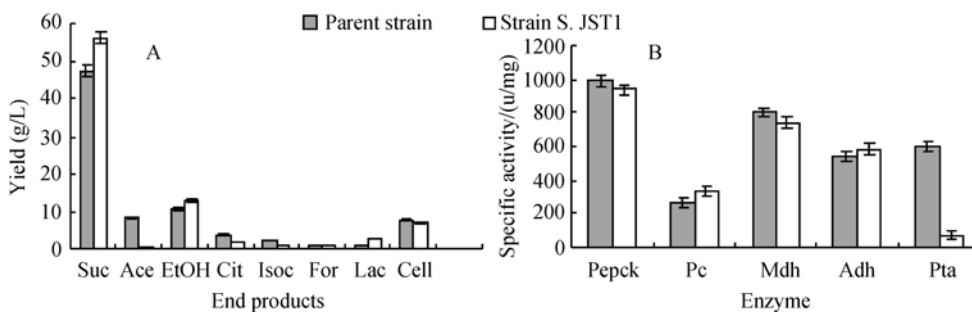 Parent strain
Strain S. JST1
A
Yield (g/L)
60
50
40
30
20
10
0
Suc Ace EtOH Cit Isoc For Lac Cell
End products
B
Specific activity/(u/mg)
1200
1000
800
600
400
200
0
Pepck Pc Mdh Adh Pta
Enzyme